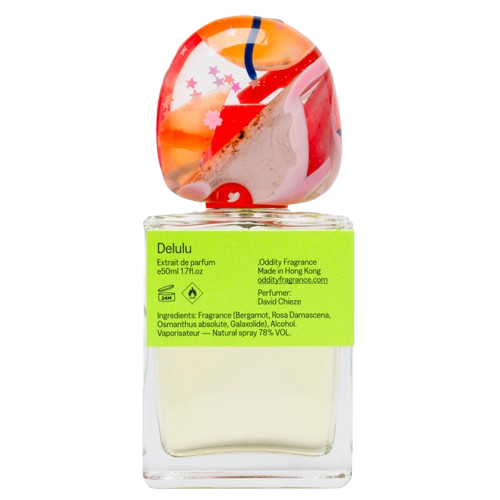 Delulu
Extrait de parfum
e50ml 1.7fl.oz
24M
.Oddity Fragrance
Made in Hong Kong
oddityfragrance.com
Perfumer:
David Chieze
Ingredients: Fragrance (Bergamot, Rosa Damascena,
Osmanthus absolute, Galaxolide), Alcohol.
Vaporisateur — Natural spray 78% VOL.